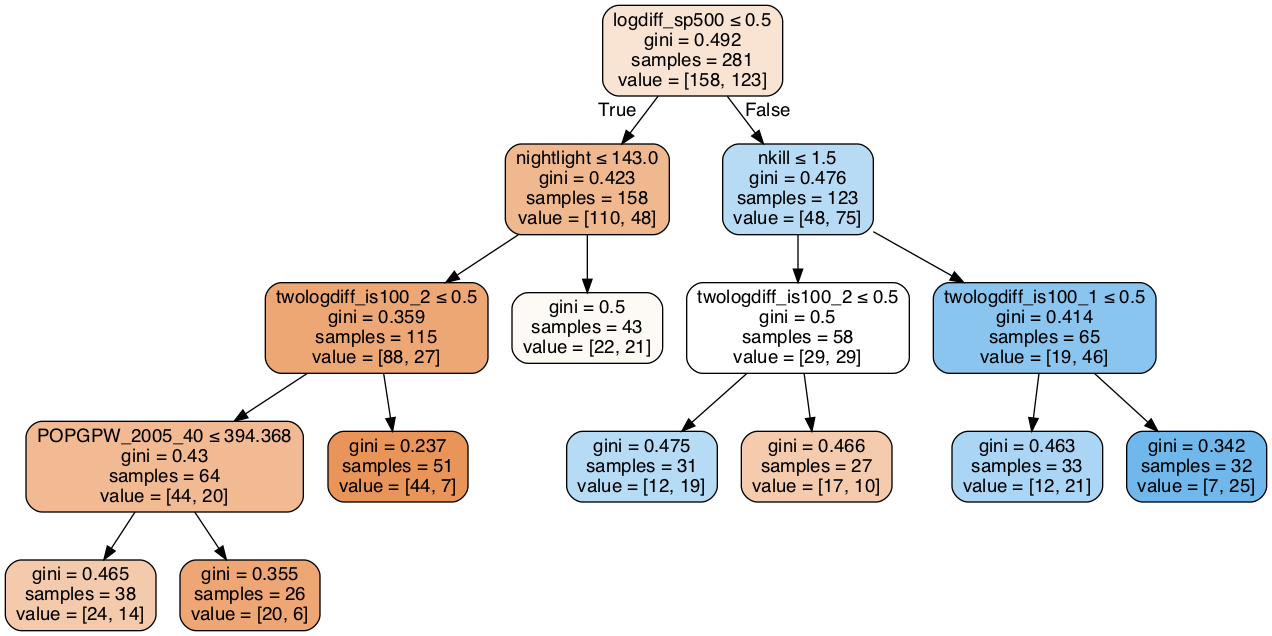 logdiff_sp500 ≤ 0.5
gini = 0.492
samples = 281
value = [158, 123]
True
False
nightlight ≤ 143.0
gini = 0.423
samples = 158
value = [110, 48]
nkill ≤ 1.5
gini = 0.476
samples = 123
value = [48, 75]
twologdiff_is100_2 ≤ 0.5
gini = 0.359
samples = 115
value = [88, 27]
gini = 0.5
samples = 43
value = [22, 21]
twologdiff_is100_2 ≤ 0.5
gini = 0.5
samples = 58
value = [29, 29]
twologdiff_is100_1 ≤ 0.5
gini = 0.414
samples = 65
value = [19, 46]
POPGPW_2005_40 ≤ 394.368
gini = 0.43
samples = 64
value = [44, 20]
gini = 0.237
samples = 51
value = [44, 7]
gini = 0.475
samples = 31
value = [12, 19]
gini = 0.466
samples = 27
value = [17, 10]
gini = 0.463
samples = 33
value = [12, 21]
gini = 0.342
samples = 32
value = [7, 25]
gini = 0.465
samples = 38
value = [24, 14]
gini = 0.355
samples = 26
value = [20, 6]